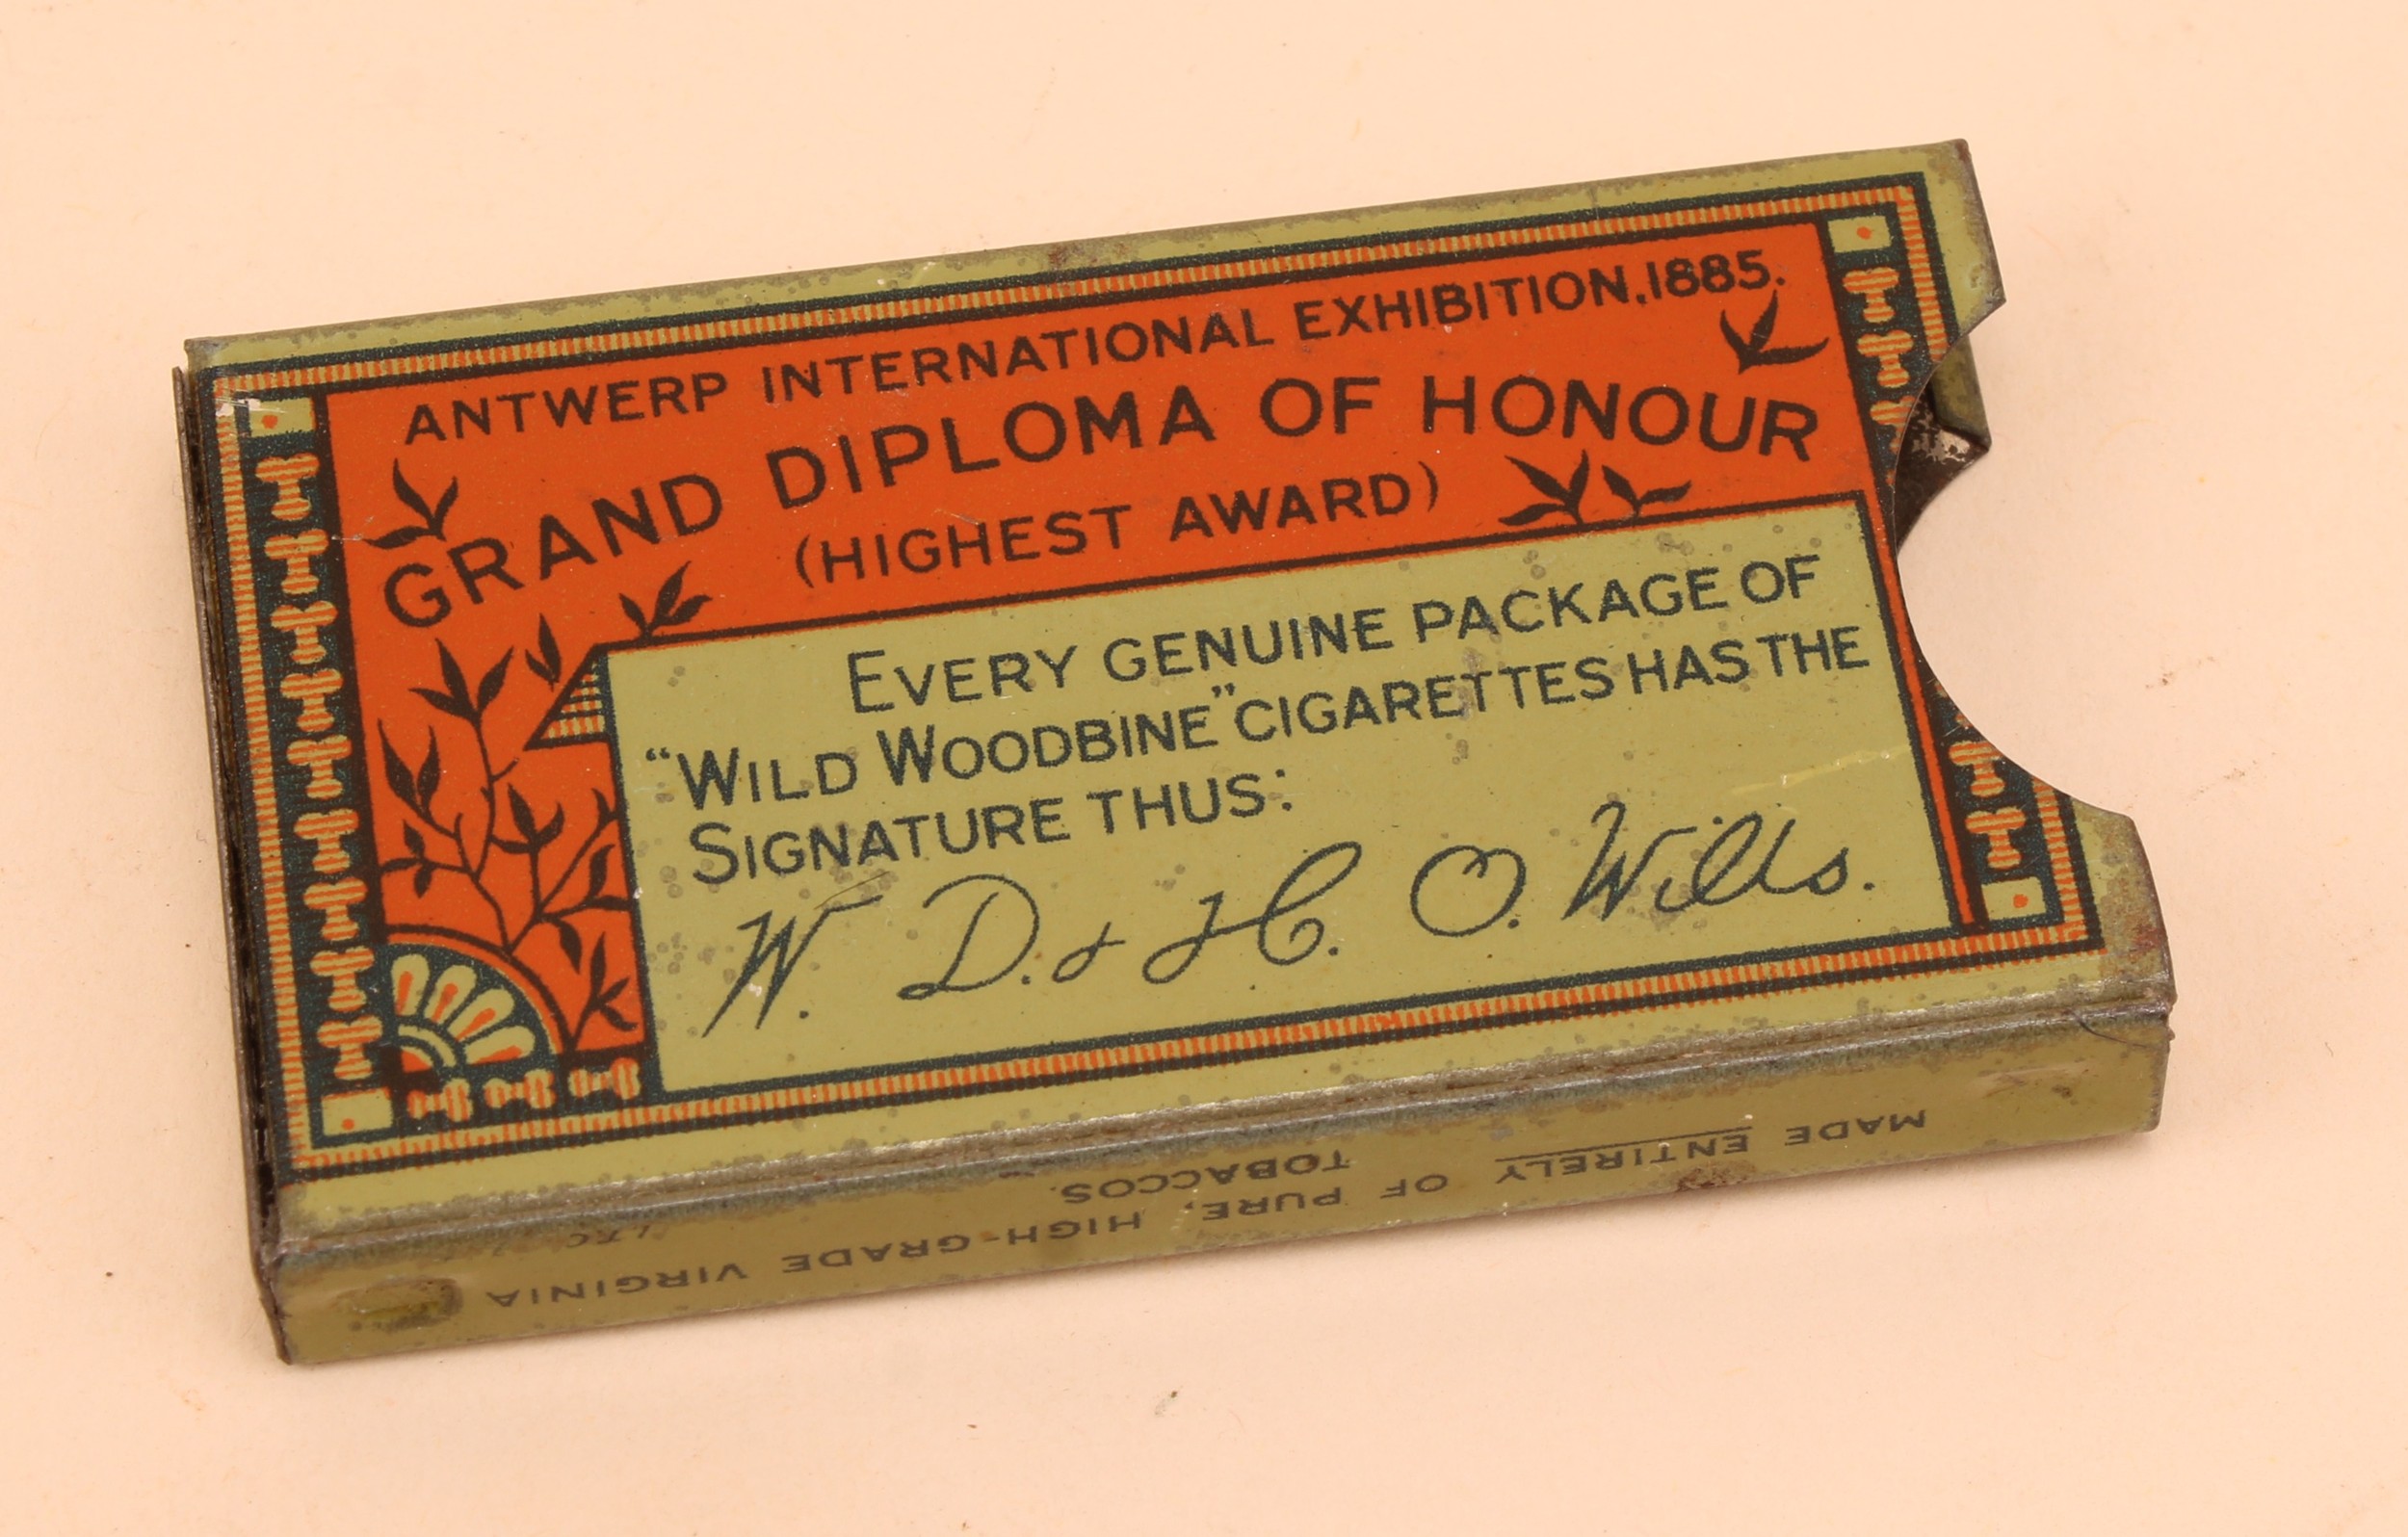 ANTWERP INTERNATIONAL EXHIBITION.1885.
GRAND DIPLOMA OF HONOUR
(HIGHEST AWARD)
EVERY GENUINE PACKAGE OF
"WILD WOODBINE" CIGARETTES HAS THE
SIGNATURE THUS:
W. D. & H. O. Wills.
MADE ENTIRELY OF PURE, HIGH-GRADE VIRGINIA
TOBACCOS.